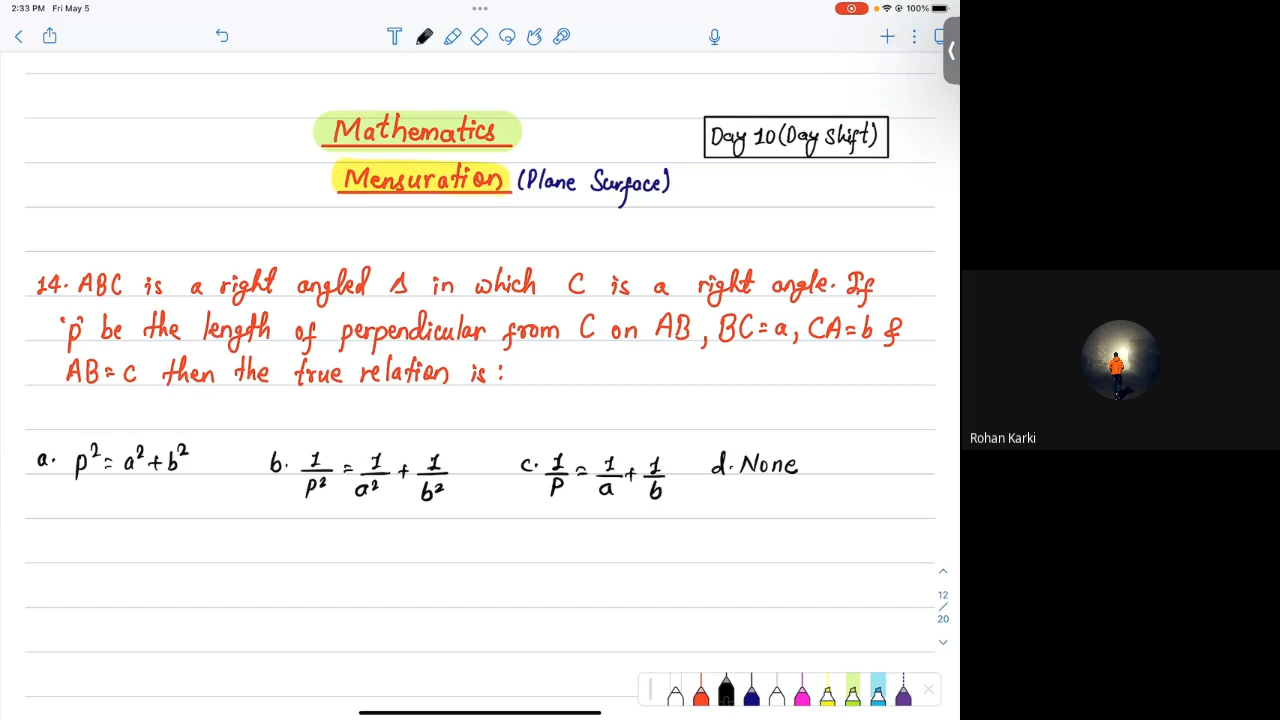 2:33 PM Fri May 5
100%
Mathematics
Day 10 (Day Shift)
Mensuration (Plane Surface)
14. ABC is a right angled Δ in which C is a right angle. If
'p' be the length of perpendicular from C on AB, BC=a, CA=b &
AB=c then the true relation is:
a. p²=a²+b² b. 1/p² = 1/a² + 1/b² c. 1/p = 1/a + 1/b d. None
Rohan Karki
12
/
20